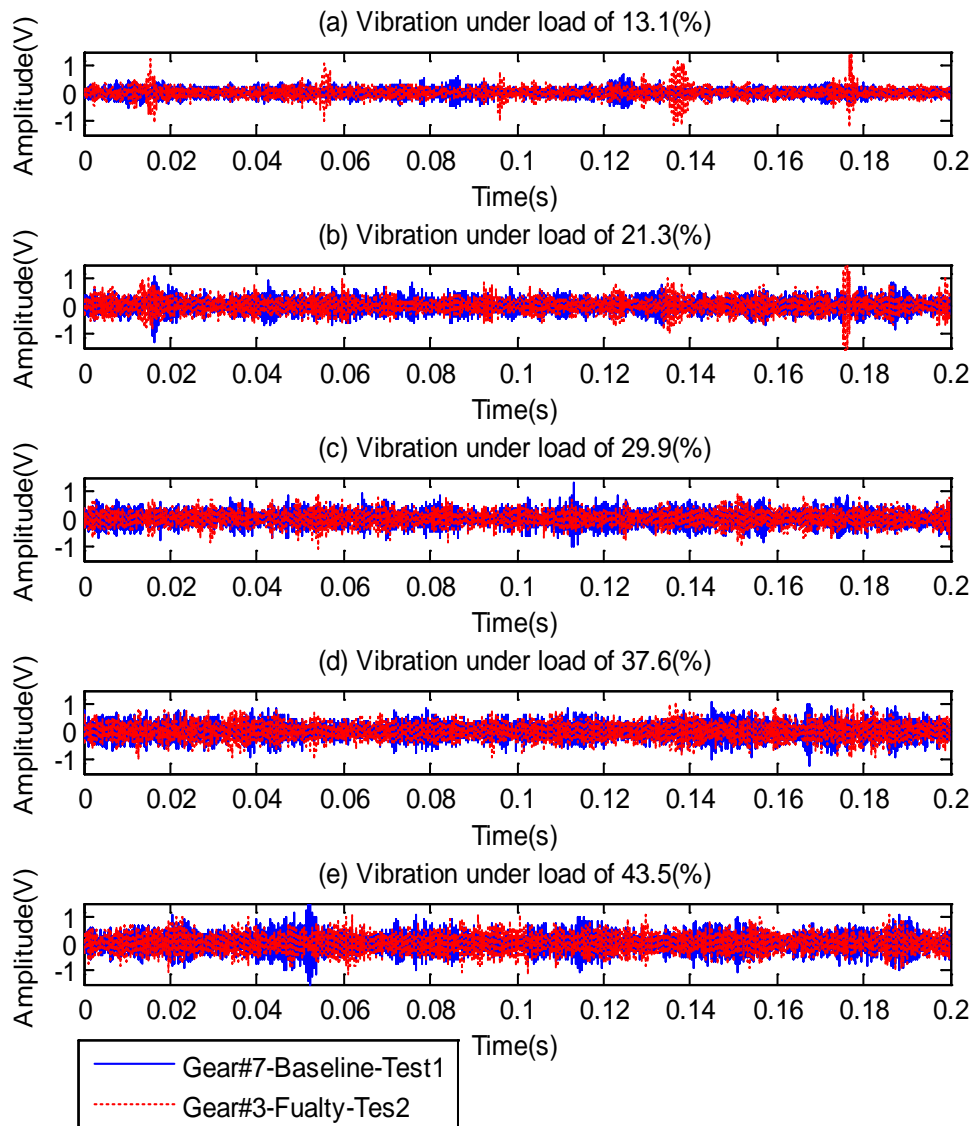 (a) Vibration under load of 13.1(%)
Amplitude(V)
1
0
-1
0 0.02 0.04 0.06 0.08 0.1 0.12 0.14 0.16 0.18 0.2
Time(s)
(b) Vibration under load of 21.3(%)
Amplitude(V)
1
0
-1
0 0.02 0.04 0.06 0.08 0.1 0.12 0.14 0.16 0.18 0.2
Time(s)
(c) Vibration under load of 29.9(%)
Amplitude(V)
1
0
-1
0 0.02 0.04 0.06 0.08 0.1 0.12 0.14 0.16 0.18 0.2
Time(s)
(d) Vibration under load of 37.6(%)
Amplitude(V)
1
0
-1
0 0.02 0.04 0.06 0.08 0.1 0.12 0.14 0.16 0.18 0.2
Time(s)
(e) Vibration under load of 43.5(%)
Amplitude(V)
1
0
-1
0 0.02 0.04 0.06 0.08 0.1 0.12 0.14 0.16 0.18 0.2
Time(s)
Gear#7-Baseline-Test1
Gear#3-Fualty-Tes2